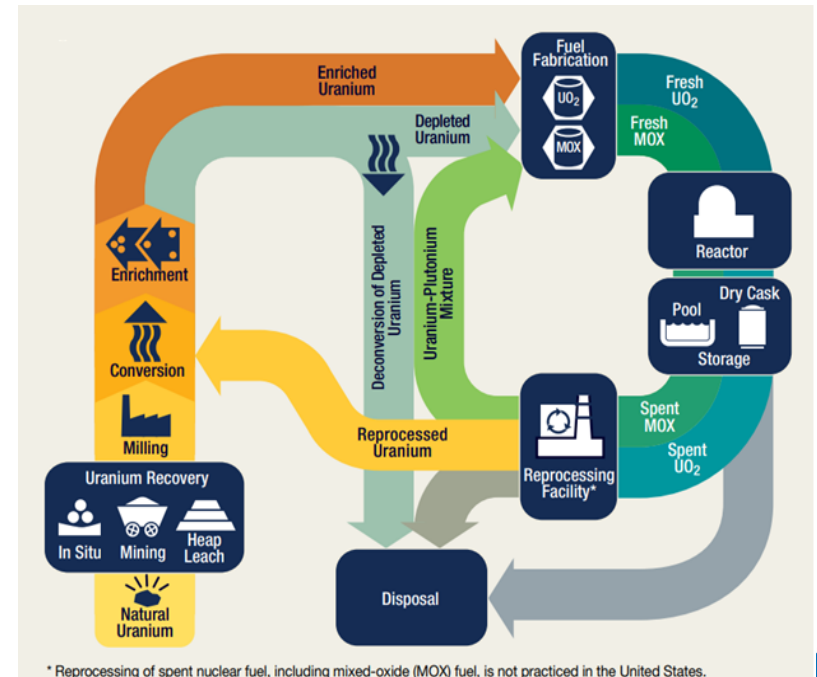 Fuel
Fabrication
UO₂
MOX
Enriched
Uranium
Depleted
Uranium
Fresh
UO₂
Fresh
MOX
Reactor
Pool
Dry Cask
Storage
Enrichment
Conversion
Milling
Deconversion of Depleted
Uranium
Uranium-Plutonium
Mixture
Reprocessed
Uranium
Reprocessing
Facility*
Spent
MOX
Spent
UO₂
Uranium Recovery
In Situ
Mining
Heap
Leach
Natural
Uranium
Disposal
* Reprocessing of spent nuclear fuel, including mixed-oxide (MOX) fuel, is not practiced in the United States.